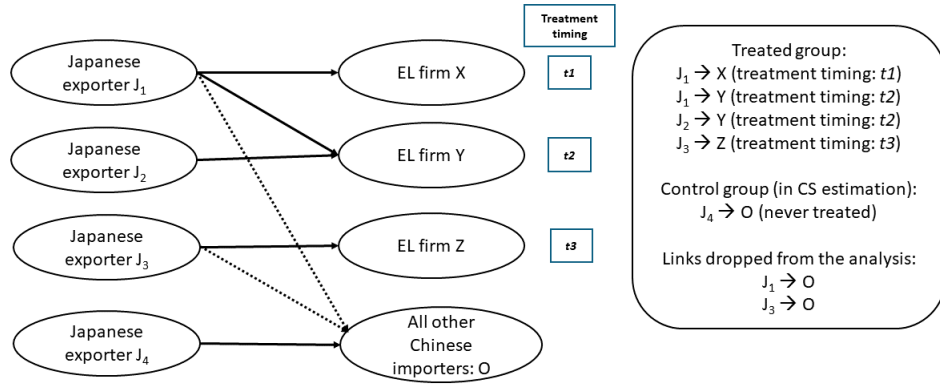 Treatment
timing
Japanese
exporter J1
EL firm X
t1
Japanese
exporter J2
EL firm Y
t2
Japanese
exporter J3
EL firm Z
t3
Japanese
exporter J4
All other
Chinese
importers: O
Treated group:
J1 → X (treatment timing: t1)
J1 → Y (treatment timing: t2)
J2 → Y (treatment timing: t2)
J3 → Z (treatment timing: t3)
Control group (in CS estimation):
J4 → O (never treated)
Links dropped from the analysis:
J1 → O
J3 → O